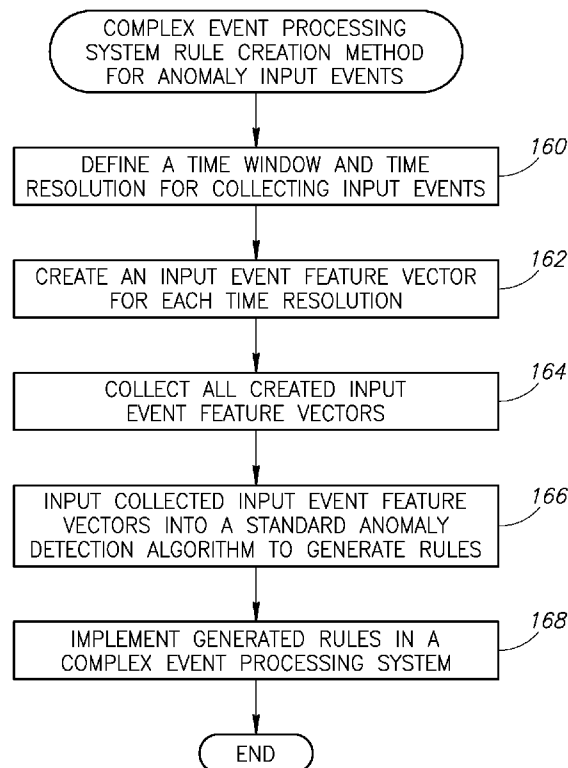 COMPLEX EVENT PROCESSING
SYSTEM RULE CREATION METHOD
FOR ANOMALY INPUT EVENTS
160
DEFINE A TIME WINDOW AND TIME
RESOLUTION FOR COLLECTING INPUT EVENTS
162
CREATE AN INPUT EVENT FEATURE VECTOR
FOR EACH TIME RESOLUTION
164
COLLECT ALL CREATED INPUT
EVENT FEATURE VECTORS
166
INPUT COLLECTED INPUT EVENT FEATURE
VECTORS INTO A STANDARD ANOMALY
DETECTION ALGORITHM TO GENERATE RULES
168
IMPLEMENT GENERATED RULES IN A
COMPLEX EVENT PROCESSING SYSTEM
END